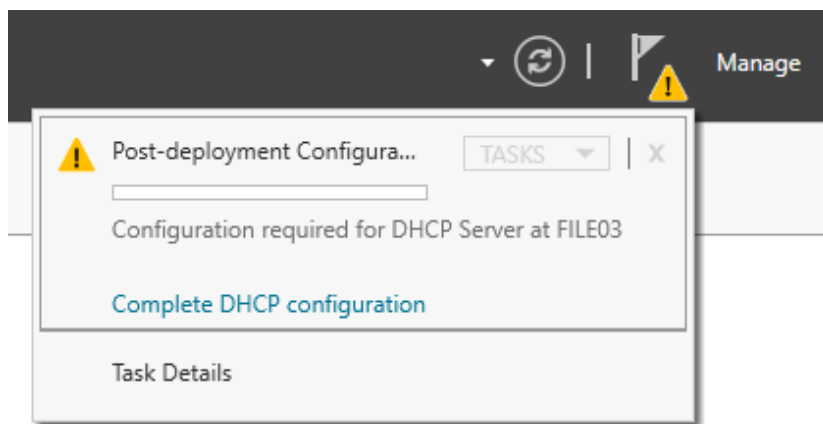 Manage
Post-deployment Configura...
TASKS
X
Configuration required for DHCP Server at FILE03
Complete DHCP configuration
Task Details